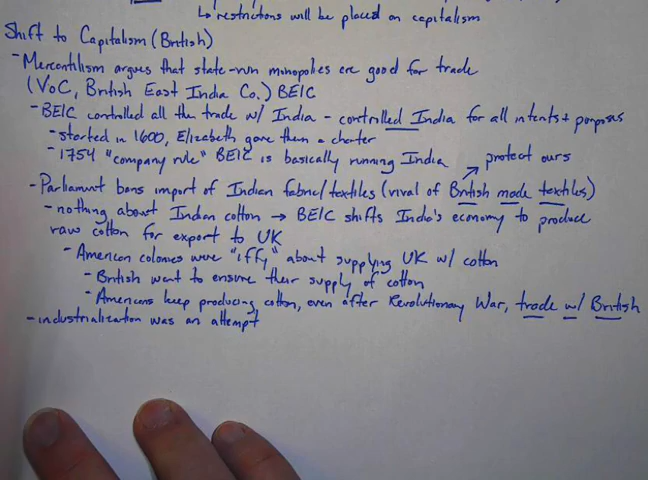 ↳ restrictions will be placed on capitalism
Shift to Capitalism (British)
- Mercantilism argues that state-run monopolies are good for trade
(VoC, British East India Co.) BEIC
- BEIC controlled all the trade w/ India - controlled India for all intents + purposes
- started in 1600, Elizabeth gave them a charter
- 1754 "company rule" BEIC is basically running India
protect ours
- Parliament bans import of Indian fabric/textiles (rival of British made textiles)
- nothing about Indian cotton → BEIC shifts India's economy to produce
raw cotton for export to UK
- American colonies were "iffy" about supplying UK w/ cotton
- British want to ensure their supply of cotton
- Americans keep producing cotton, even after Revolutionary War, trade w/ British
- industrialization was an attempt